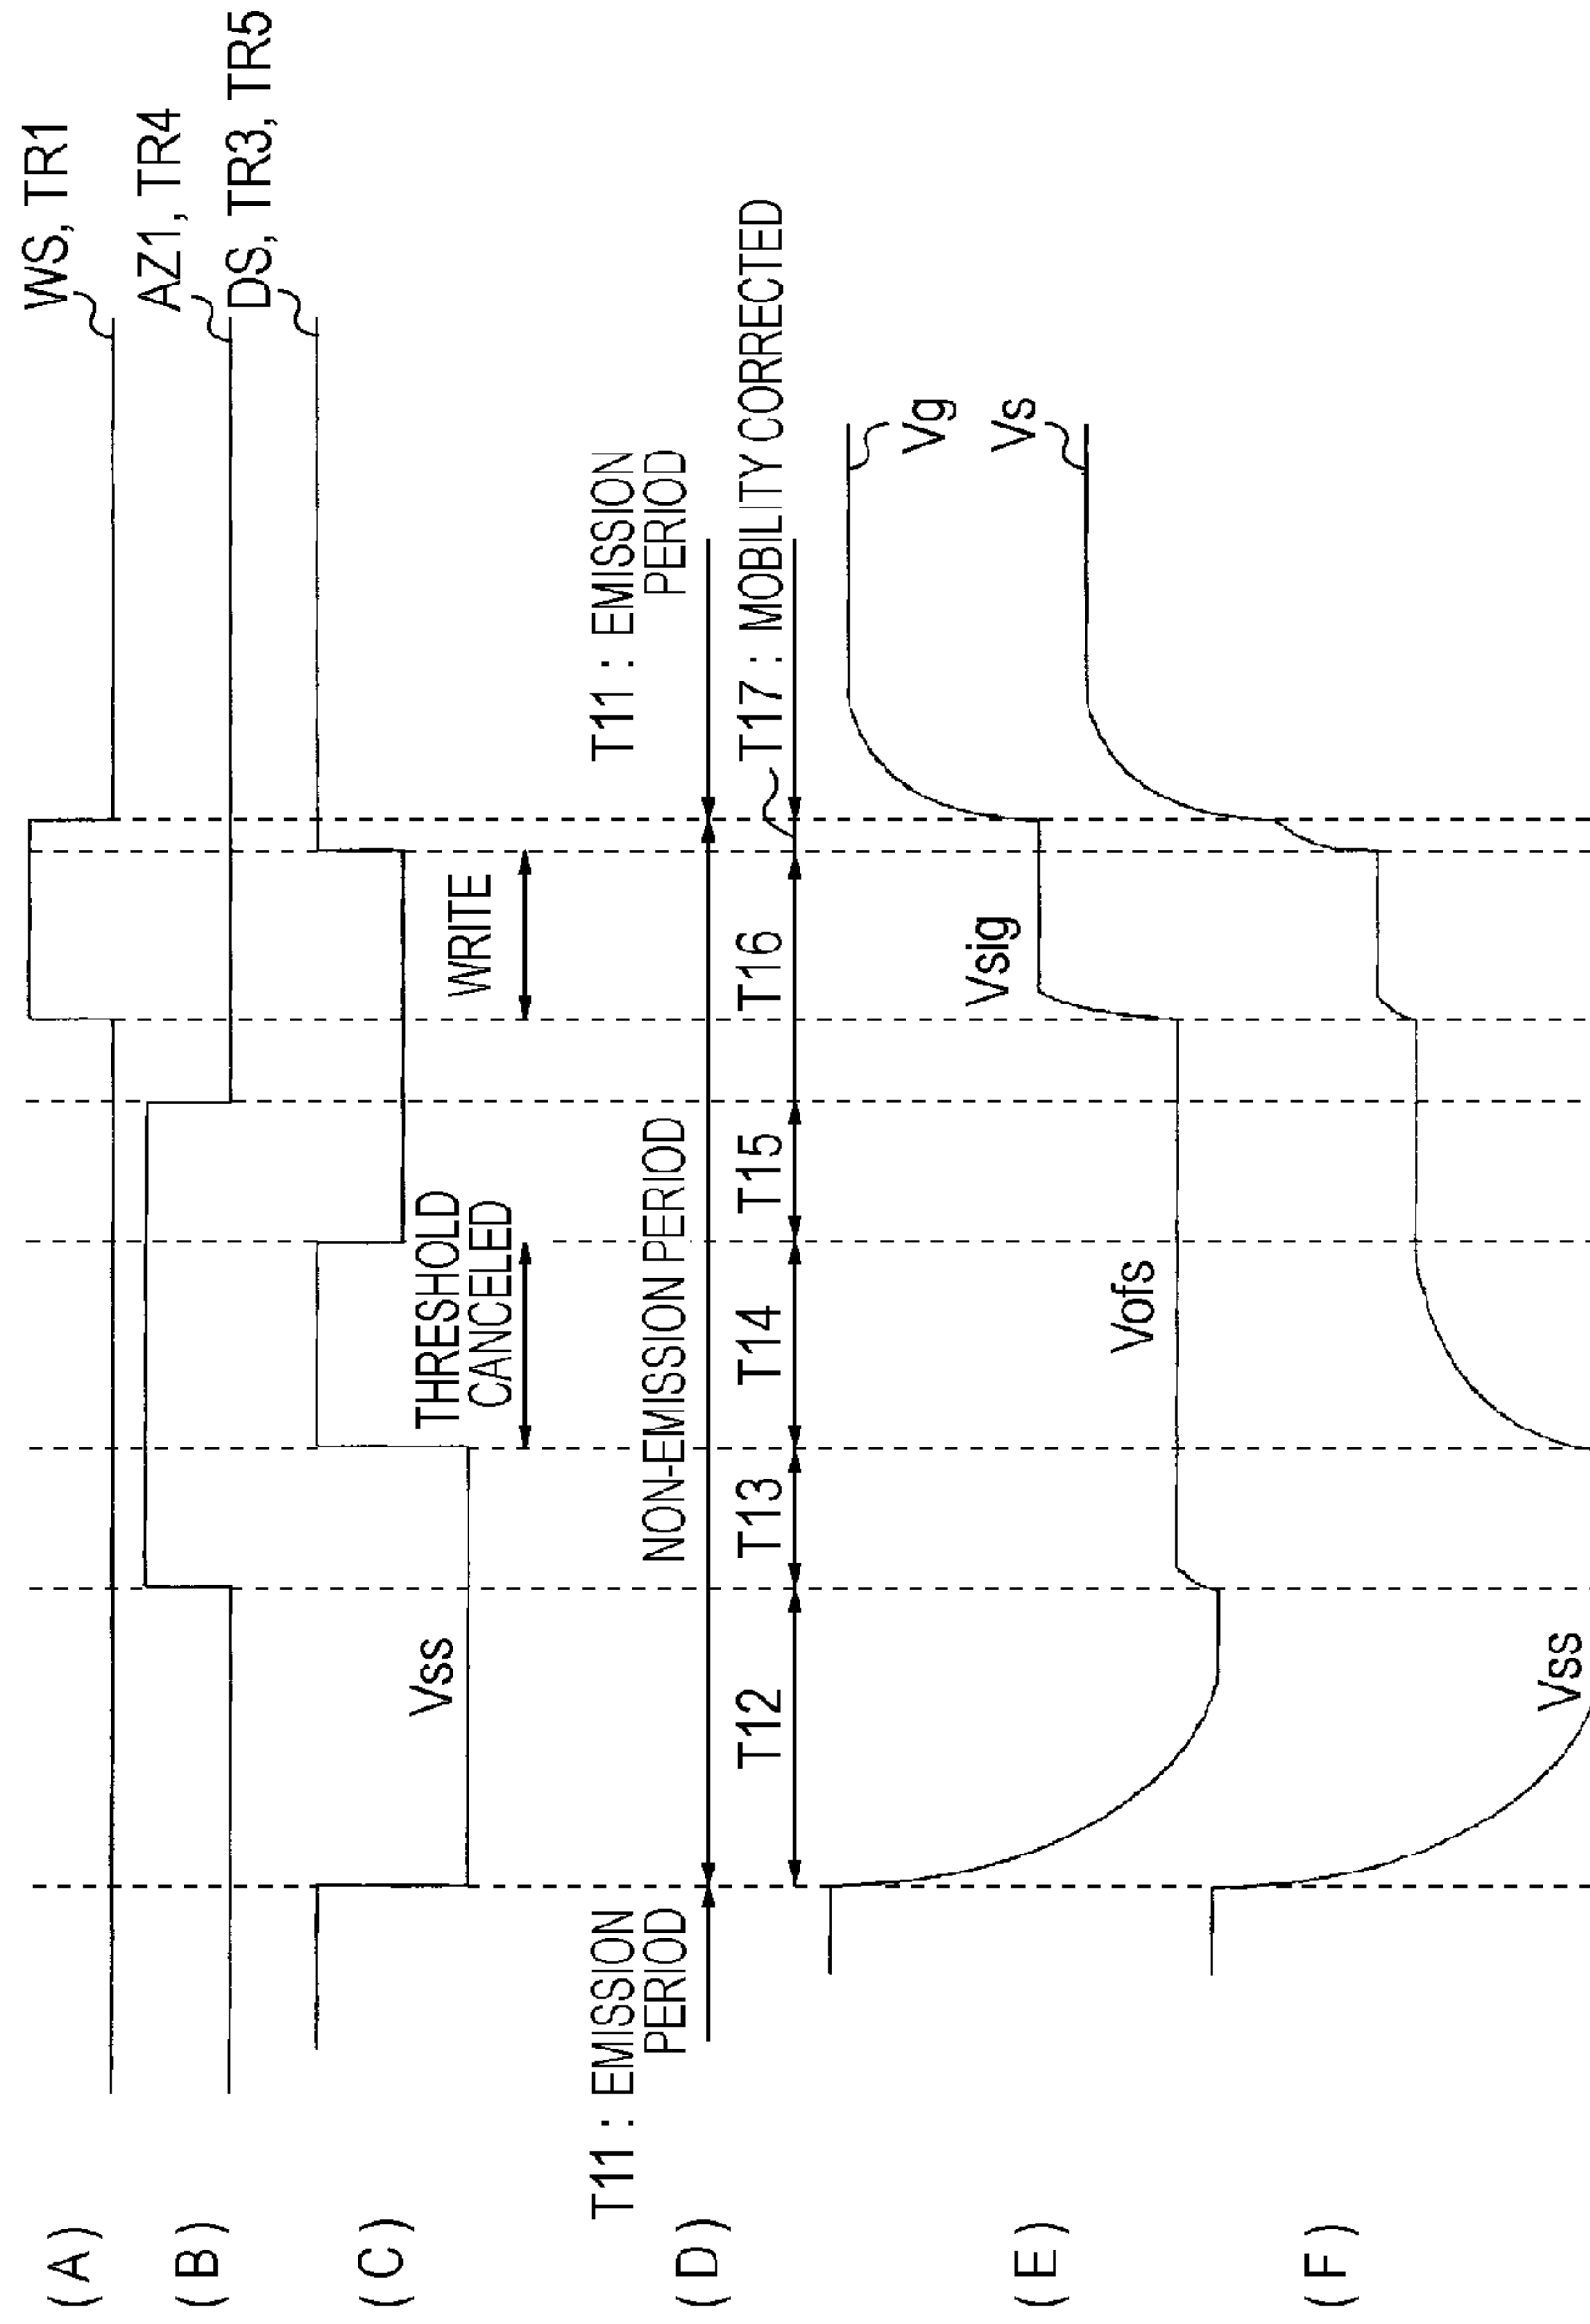 (A)
WS, TR1
(B)
AZ1, TR4
(C)
DS, TR3, TR5
Vss
THRESHOLD
CANCELED
WRITE
(D)
T11 : EMISSION
PERIOD
NON-EMISSION PERIOD
T11 : EMISSION
PERIOD
T12
T13
T14
T15
T16
T17 : MOBILITY CORRECTED
(E)
Vofs
Vsig
Vg
(F)
Vss
Vs